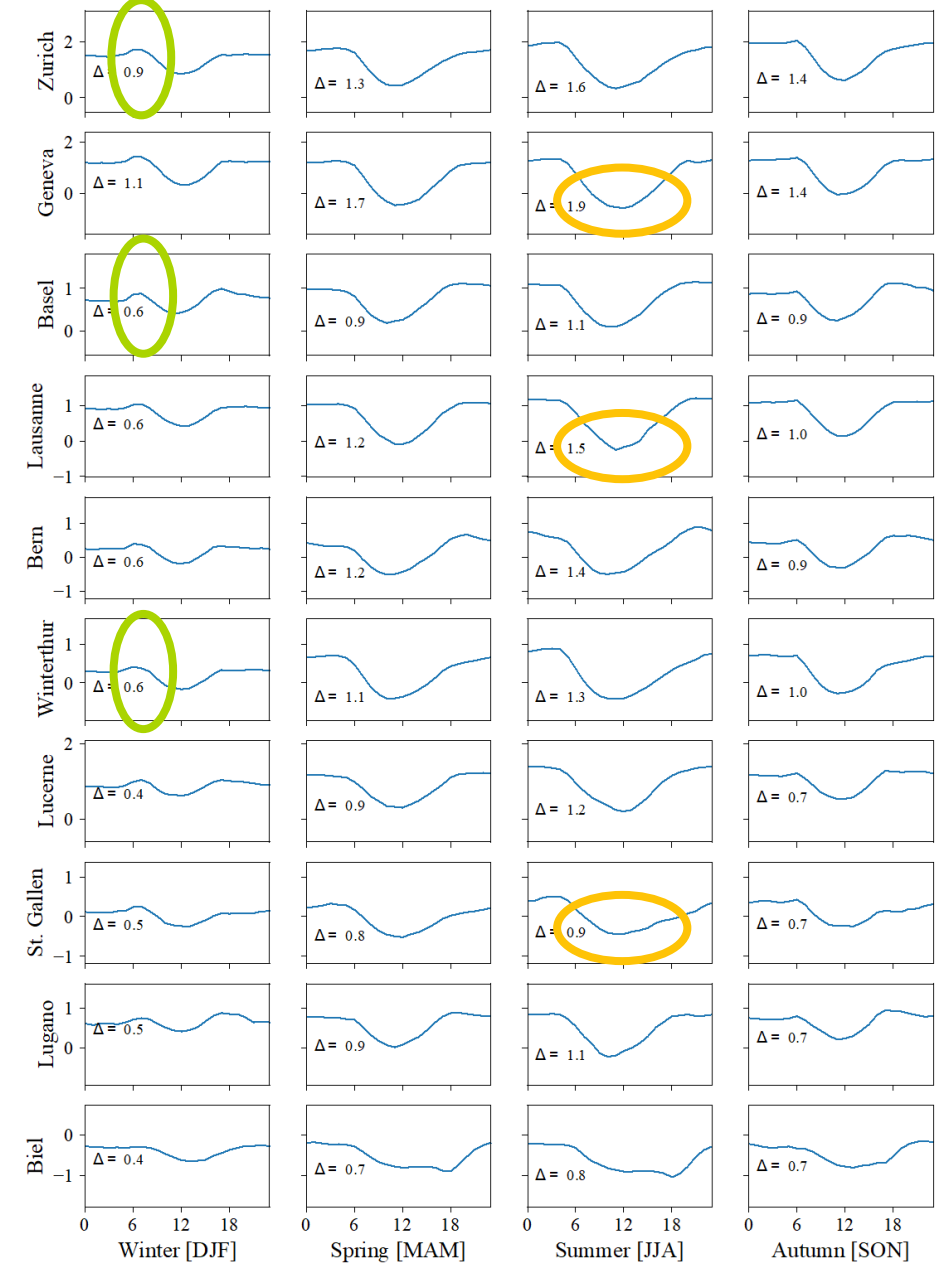 Zurich
2
0
Δ = 0.9
Δ = 1.3
Δ = 1.6
Δ = 1.4
Geneva
2
0
Δ = 1.1
Δ = 1.7
Δ = 1.9
Δ = 1.4
Basel
1
0
Δ = 0.6
Δ = 0.9
Δ = 1.1
Δ = 0.9
Lausanne
1
0
−1
Δ = 0.6
Δ = 1.2
Δ = 1.5
Δ = 1.0
Bern
1
0
−1
Δ = 0.6
Δ = 1.2
Δ = 1.4
Δ = 0.9
Winterthur
1
0
Δ = 0.6
Δ = 1.1
Δ = 1.3
Δ = 1.0
Lucerne
2
0
Δ = 0.4
Δ = 0.9
Δ = 1.2
Δ = 0.7
St. Gallen
1
0
−1
Δ = 0.5
Δ = 0.8
Δ = 0.9
Δ = 0.7
Lugano
1
0
Δ = 0.5
Δ = 0.9
Δ = 1.1
Δ = 0.7
Biel
0
−1
Δ = 0.4
Δ = 0.7
Δ = 0.8
Δ = 0.7
0 6 12 18
0 6 12 18
0 6 12 18
0 6 12 18
Winter [DJF]
Spring [MAM]
Summer [JJA]
Autumn [SON]